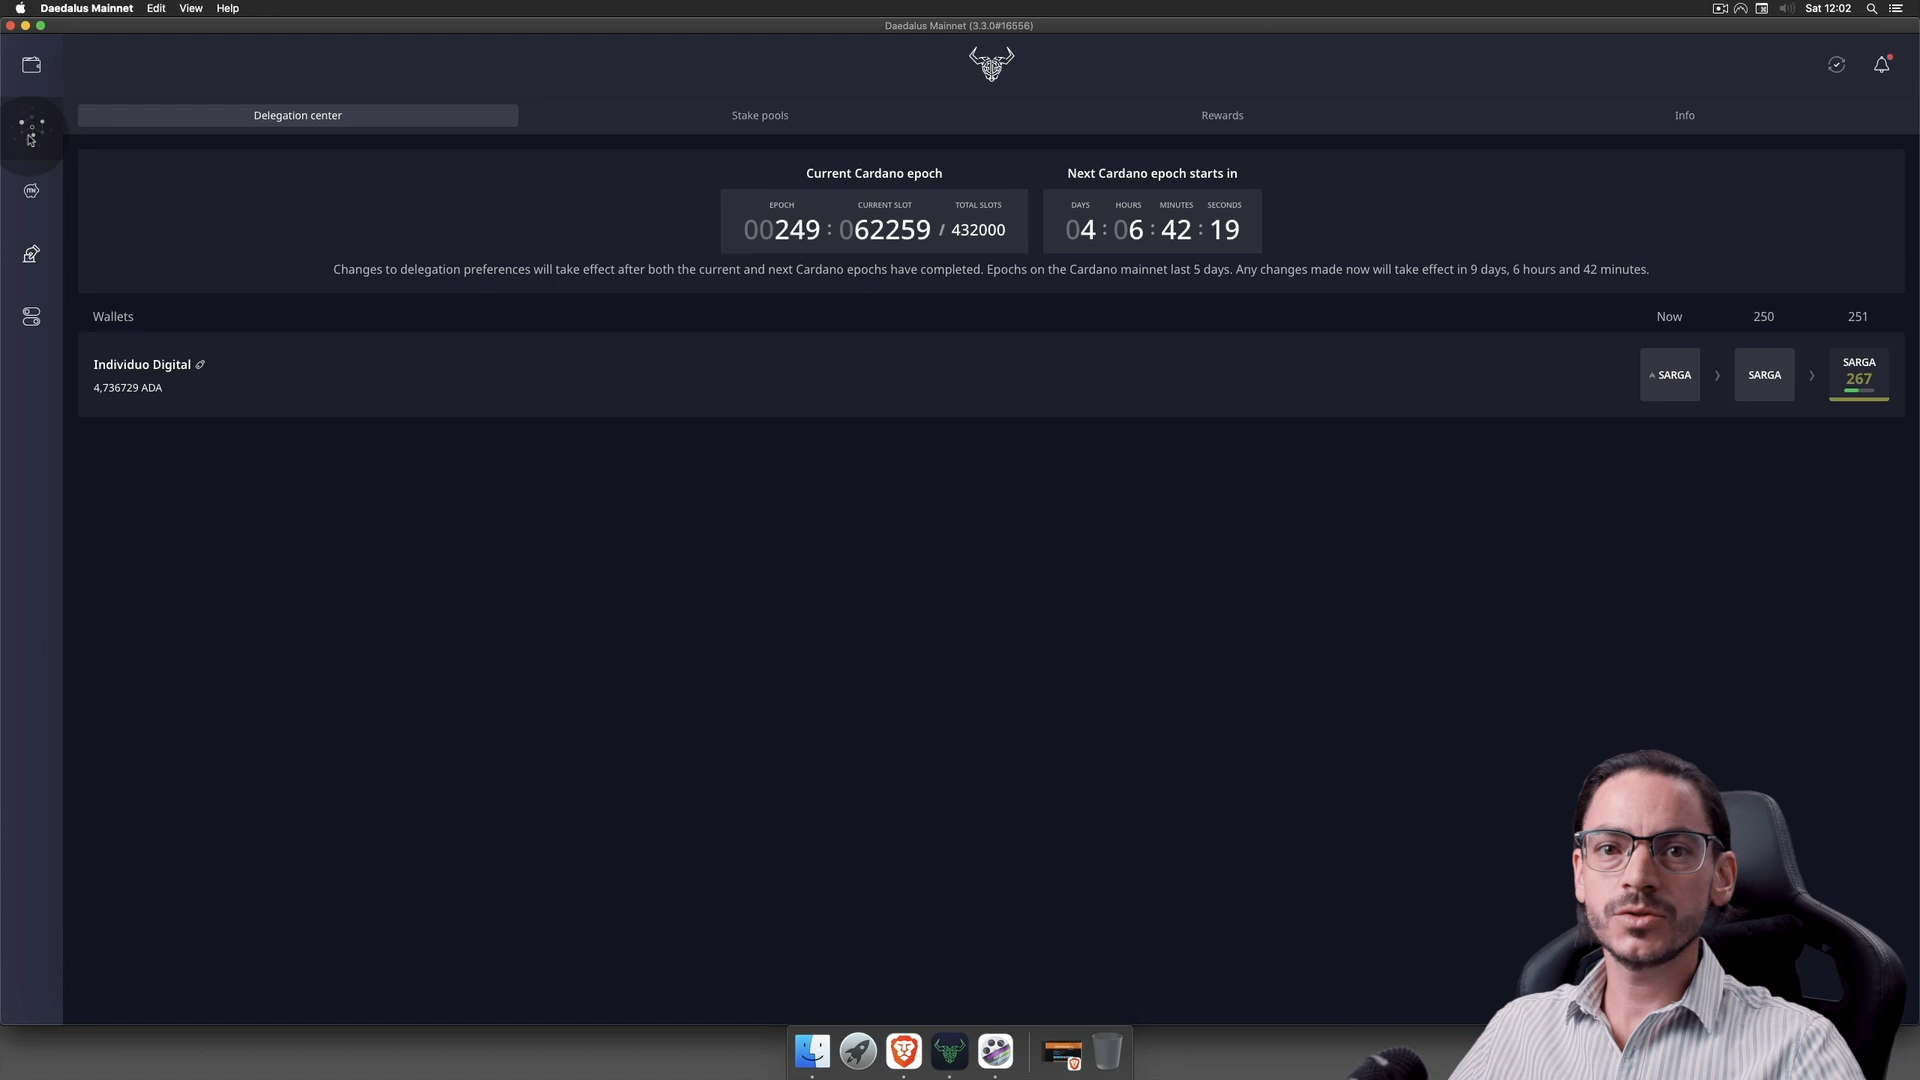 Daedalus Mainnet Edit View Help
Sat 12:02
Daedalus Mainnet (3.3.0#16556)
Delegation center
Stake pools
Rewards
Info
Current Cardano epoch
Next Cardano epoch starts in
EPOCH CURRENT SLOT TOTAL SLOTS
DAYS HOURS MINUTES SECONDS
00249 : 062259 / 432000
04 : 06 : 42 : 19
Changes to delegation preferences will take effect after both the current and next Cardano epochs have completed. Epochs on the Cardano mainnet last 5 days. Any changes made now will take effect in 9 days, 6 hours and 42 minutes.
Wallets
Now
250
251
Individuo Digital
4,736729 ADA
SARGA
SARGA
SARGA
267
ITN